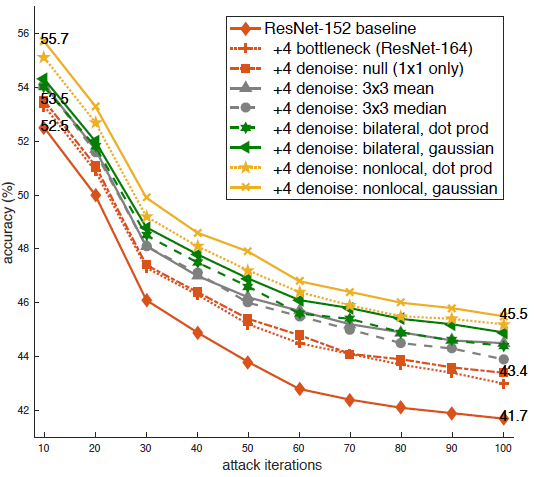 56
54
52
50
48
46
44
42
accuracy (%)
55.7
53.5
52.5
ResNet-152 baseline
+4 bottleneck (ResNet-164)
+4 denoise: null (1x1 only)
+4 denoise: 3x3 mean
+4 denoise: 3x3 median
+4 denoise: bilateral, dot prod
+4 denoise: bilateral, gaussian
+4 denoise: nonlocal, dot prod
+4 denoise: nonlocal, gaussian
45.5
43.4
41.7
10 20 30 40 50 60 70 80 90 100
attack iterations